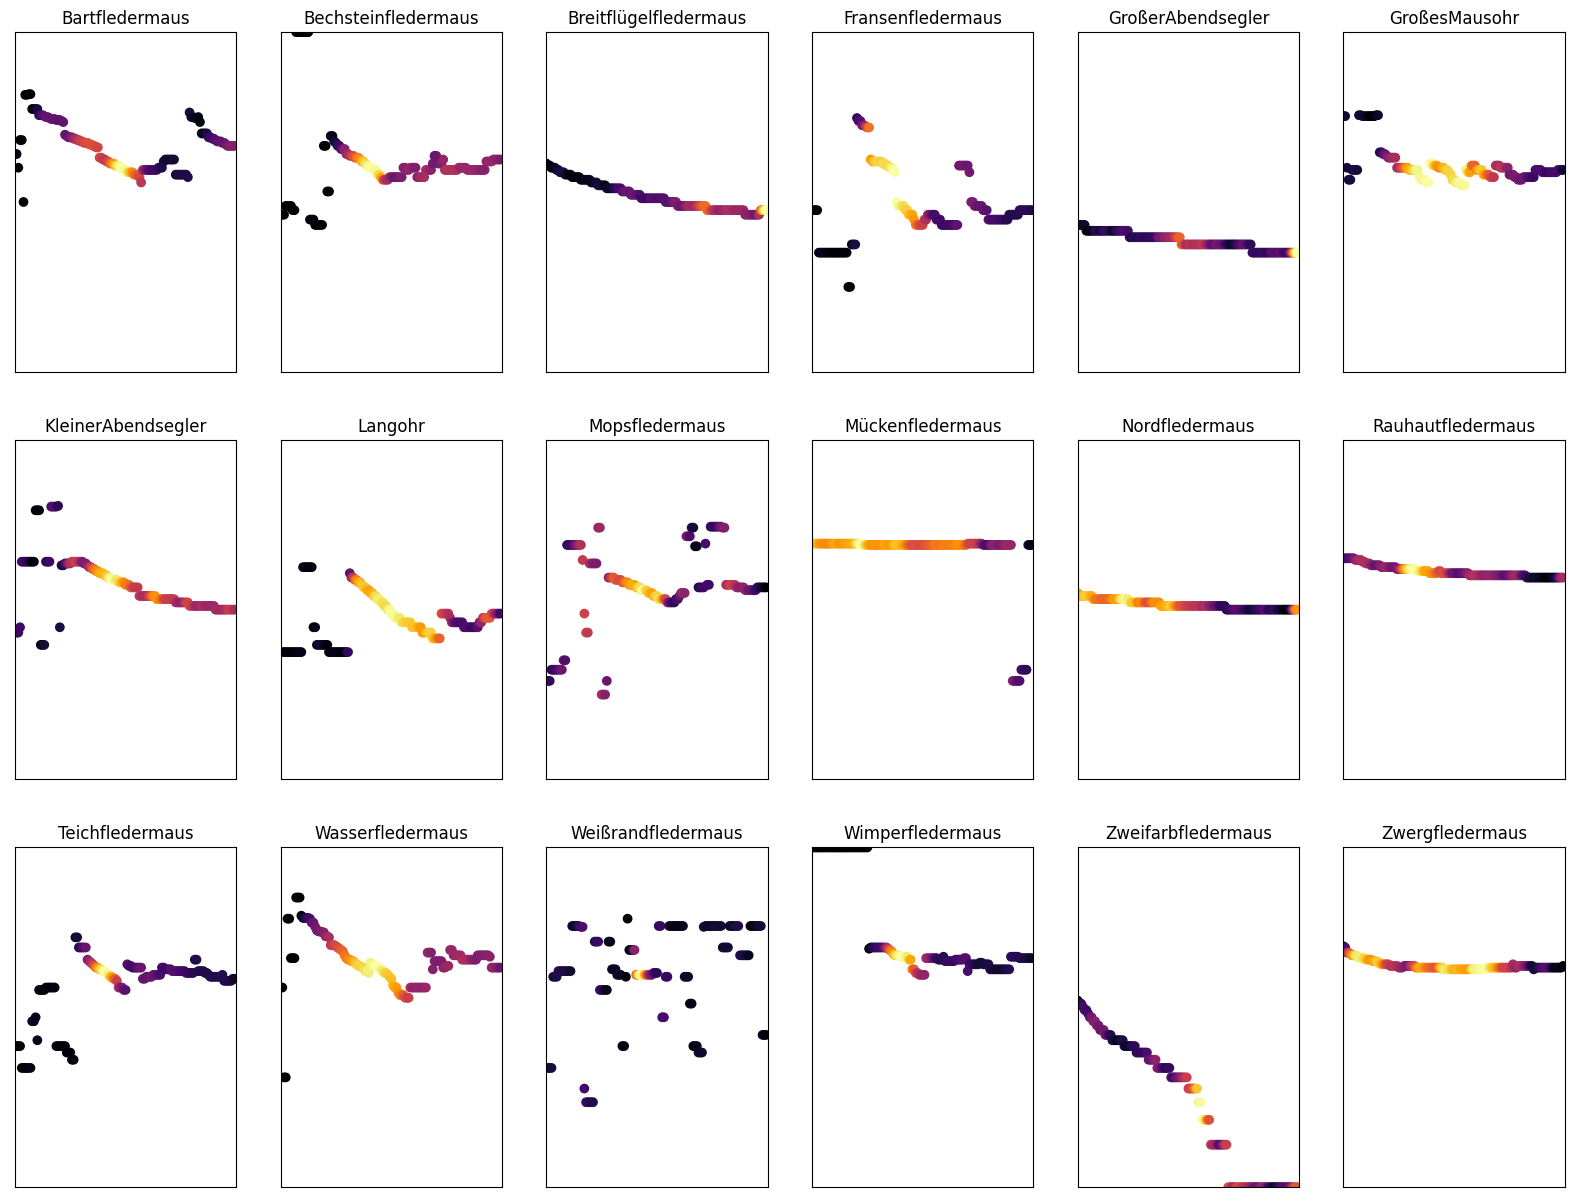 Bartfledermaus
Bechsteinfledermaus
Breitflügelfledermaus
Fransenfledermaus
GroßerAbendsegler
GroßesMausohr
KleinerAbendsegler
Langohr
Mopsfledermaus
Mückenfledermaus
Nordfledermaus
Rauhautfledermaus
Teichfledermaus
Wasserfledermaus
Weißrandfledermaus
Wimperfledermaus
Zweifarbfledermaus
Zwergfledermaus